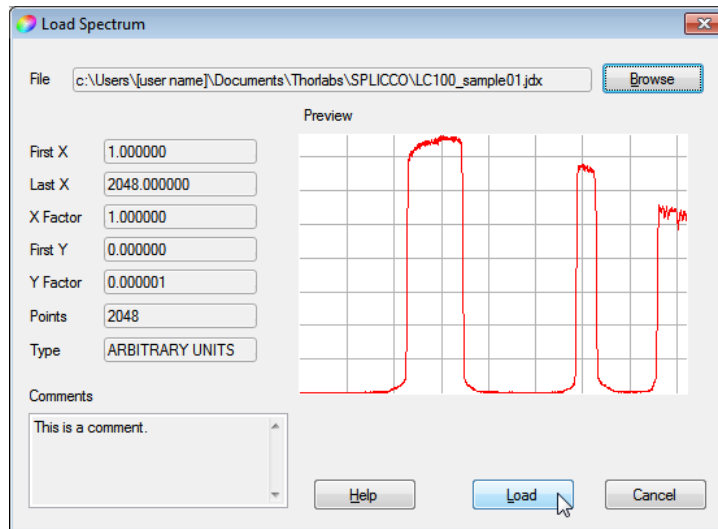 Load Spectrum
File c:\Users\[user name]\Documents\Thorlabs\SPLICCO\LC100_sample01.jdx Browse
Preview
First X 1.000000
Last X 2048.000000
X Factor 1.000000
First Y 0.000000
Y Factor 0.000001
Points 2048
Type ARBITRARY UNITS
Comments
This is a comment.
Help Load Cancel